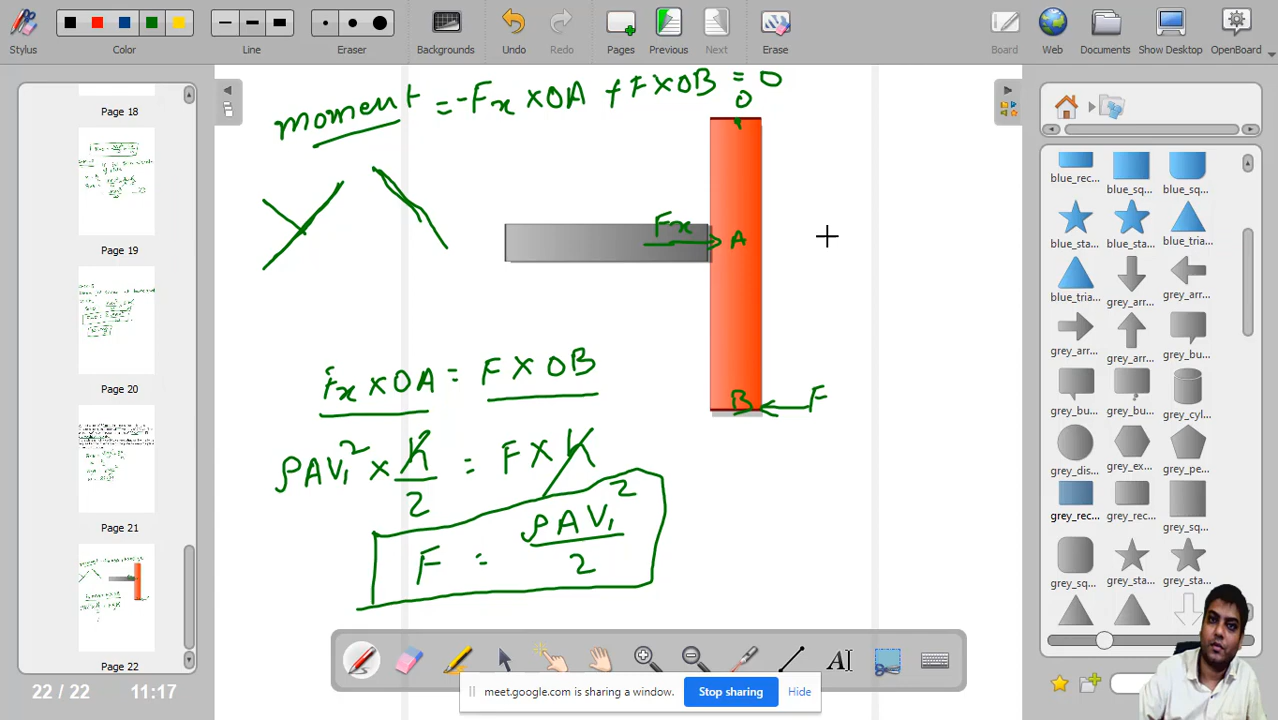 Stylus
Color
Line
Eraser
Backgrounds
Undo
Redo
Pages
Previous
Next
Erase
Board
Web
Documents
Show Desktop
OpenBoard
Page 18
Page 19
Page 20
Page 21
Page 22
22 / 22
11:17
moment = -Fx × OA + F × OB = 0
O
Fx
A
B
F
Fx × OA = F × OB
ρAV₁² × K/2 = F × K
F = ρAV₁²/2
blue_rec...
blue_sq...
blue_sq...
blue_sta...
blue_sta...
blue_tria...
blue_tria...
grey_arr...
grey_arr...
grey_arr...
grey_arr...
grey_bu...
grey_bu...
grey_bu...
grey_cyl...
grey_dis...
grey_ex...
grey_pe...
grey_rec...
grey_rec...
grey_sq...
grey_sq...
grey_sta...
grey_sta...
meet.google.com is sharing a window.
Stop sharing
Hide